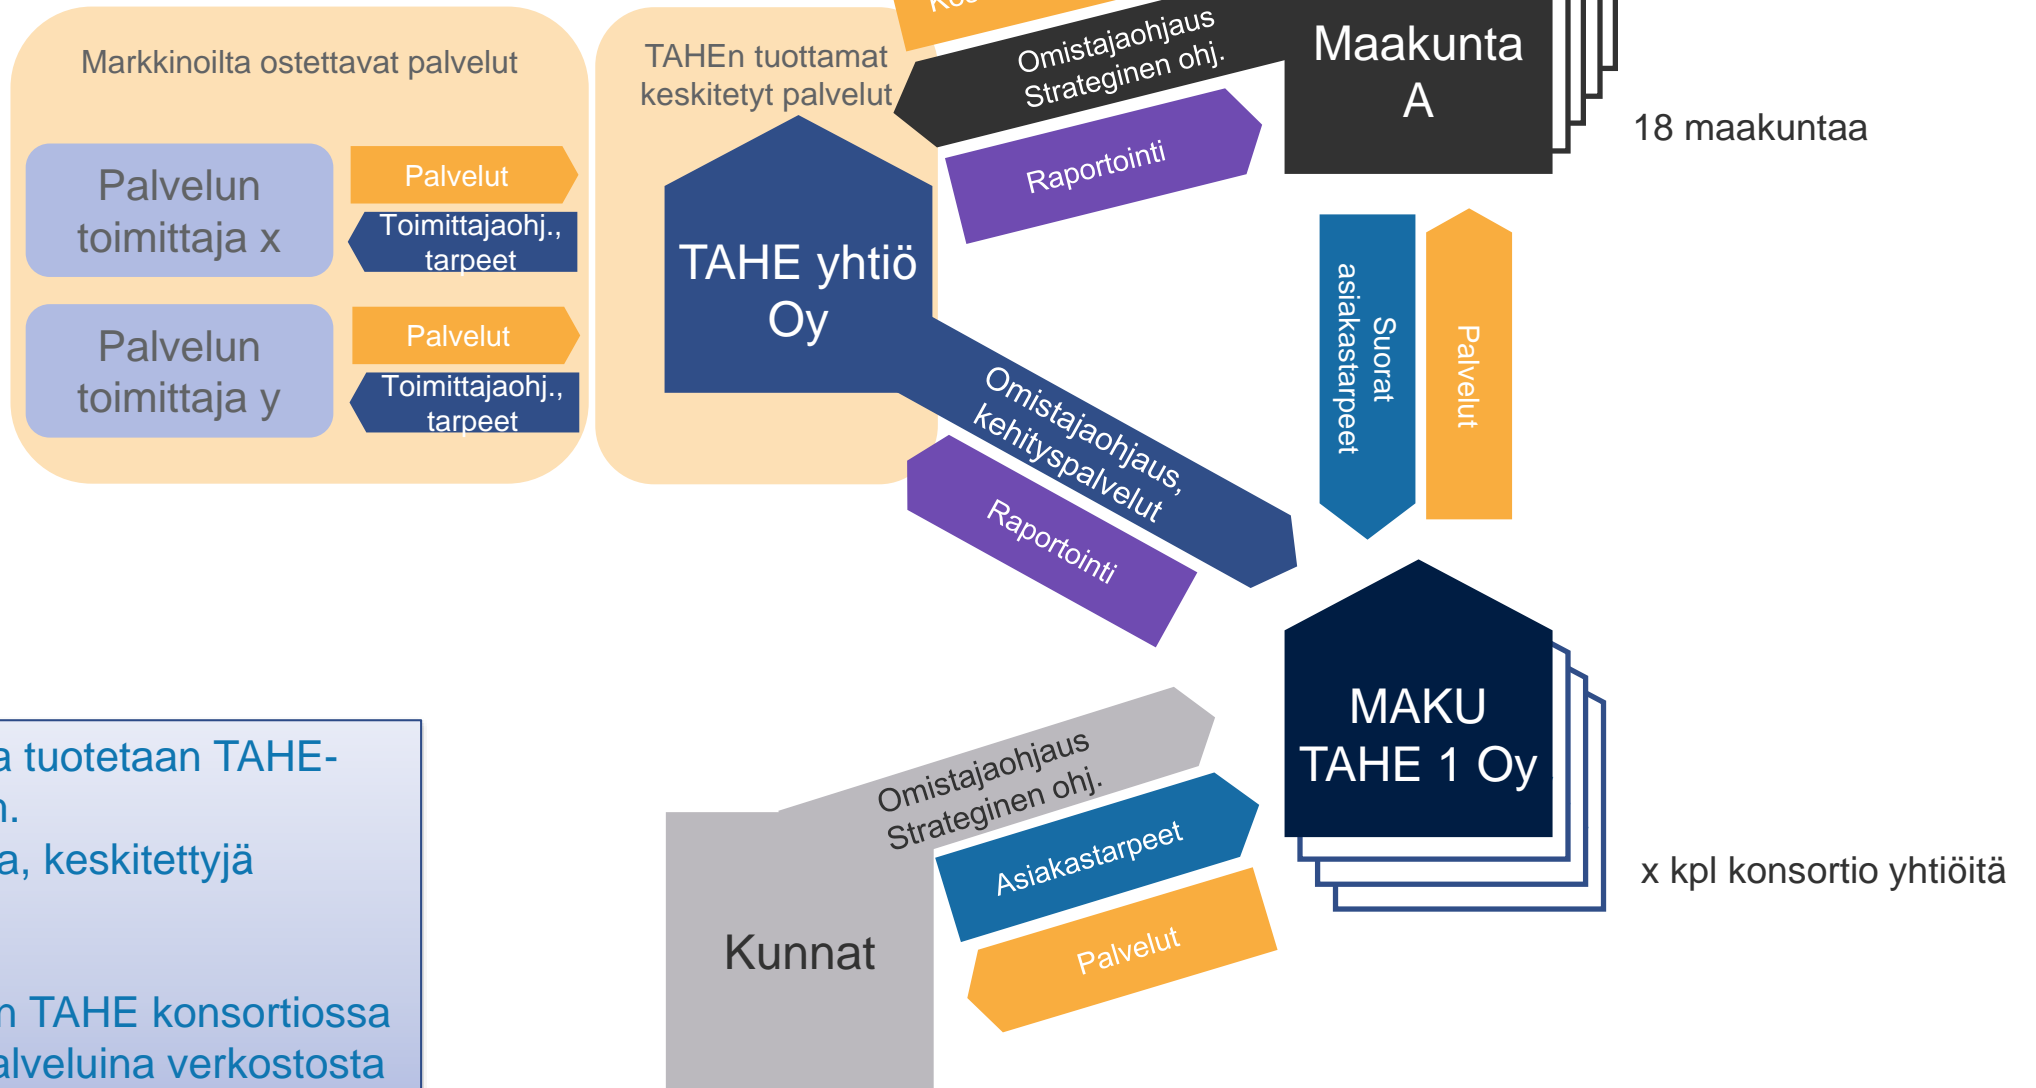 Markkinoilta ostettavat palvelut
Palvelun
toimittaja x
Palvelut
Toimittajaohj.,
tarpeet
Palvelun
toimittaja y
Palvelut
Toimittajaohj.,
tarpeet
TAHEn tuottamat
keskitetyt palvelut
TAHE yhtiö
Oy
Omistajaohjaus
Strateginen ohj.
Raportointi
Maakunta
A
18 maakuntaa
Suorat
asiakastarpeet
Palvelut
Omistajaohjaus,
kehityspalvelut
Raportointi
MAKU
TAHE 1 Oy
x kpl konsortio yhtiöitä
Omistajaohjaus
Strateginen ohj.
Asiakastarpeet
Palvelut
Kunnat
a tuotetaan TAHE-
n.
a, keskitettyjä
n TAHE konsortiossa
alveluina verkostosta